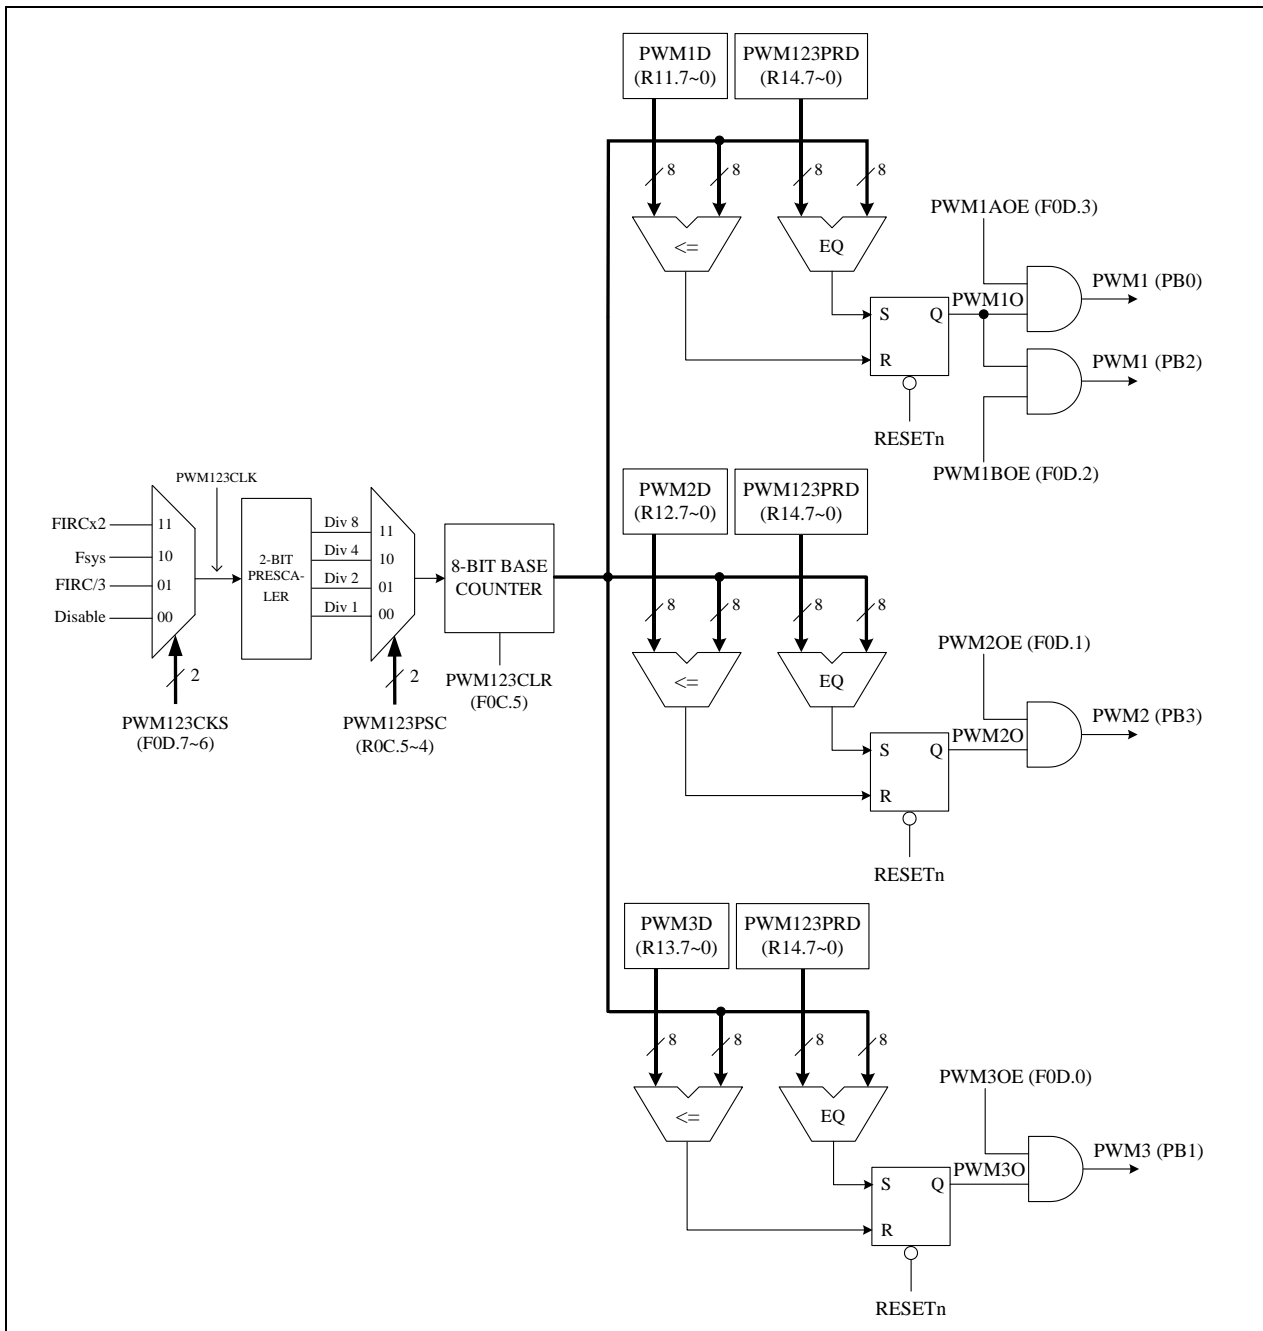 PWM1D
(R11.7~0)
PWM123PRD
(R14.7~0)
8
8
8
8
<=
EQ
PWM1AOE (F0D.3)
S
Q
R
PWM1O
PWM1 (PB0)
PWM1 (PB2)
RESETn
PWM1BOE (F0D.2)
PWM123CLK
FIRCx2
Fsys
FIRC/3
Disable
11
10
01
00
2
PWM123CKS
(F0D.7~6)
2-BIT
PRESCA-
LER
Div 8
Div 4
Div 2
Div 1
11
10
01
00
2
PWM123PSC
(R0C.5~4)
8-BIT BASE
COUNTER
PWM123CLR
(F0C.5)
PWM2D
(R12.7~0)
PWM123PRD
(R14.7~0)
8
8
8
8
<=
EQ
PWM2OE (F0D.1)
S
Q
R
PWM2O
PWM2 (PB3)
RESETn
PWM3D
(R13.7~0)
PWM123PRD
(R14.7~0)
8
8
8
8
<=
EQ
PWM3OE (F0D.0)
S
Q
R
PWM3O
PWM3 (PB1)
RESETn